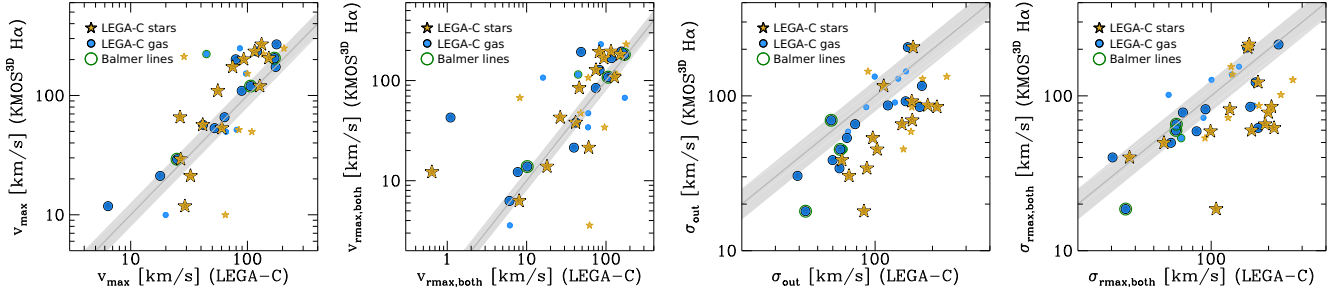 LEGA-C stars
LEGA-C gas
Balmer lines
100
10
10
100
v_max [km/s] (KMOS^3D Hα)
v_max [km/s] (LEGA-C)
LEGA-C stars
LEGA-C gas
Balmer lines
100
10
1
10
100
v_rmax,both [km/s] (KMOS^3D Hα)
v_rmax,both [km/s] (LEGA-C)
LEGA-C stars
LEGA-C gas
Balmer lines
100
10
100
σ_out [km/s] (KMOS^3D Hα)
σ_out [km/s] (LEGA-C)
LEGA-C stars
LEGA-C gas
Balmer lines
100
10
100
σ_rmax,both [km/s] (KMOS^3D Hα)
σ_rmax,both [km/s] (LEGA-C)